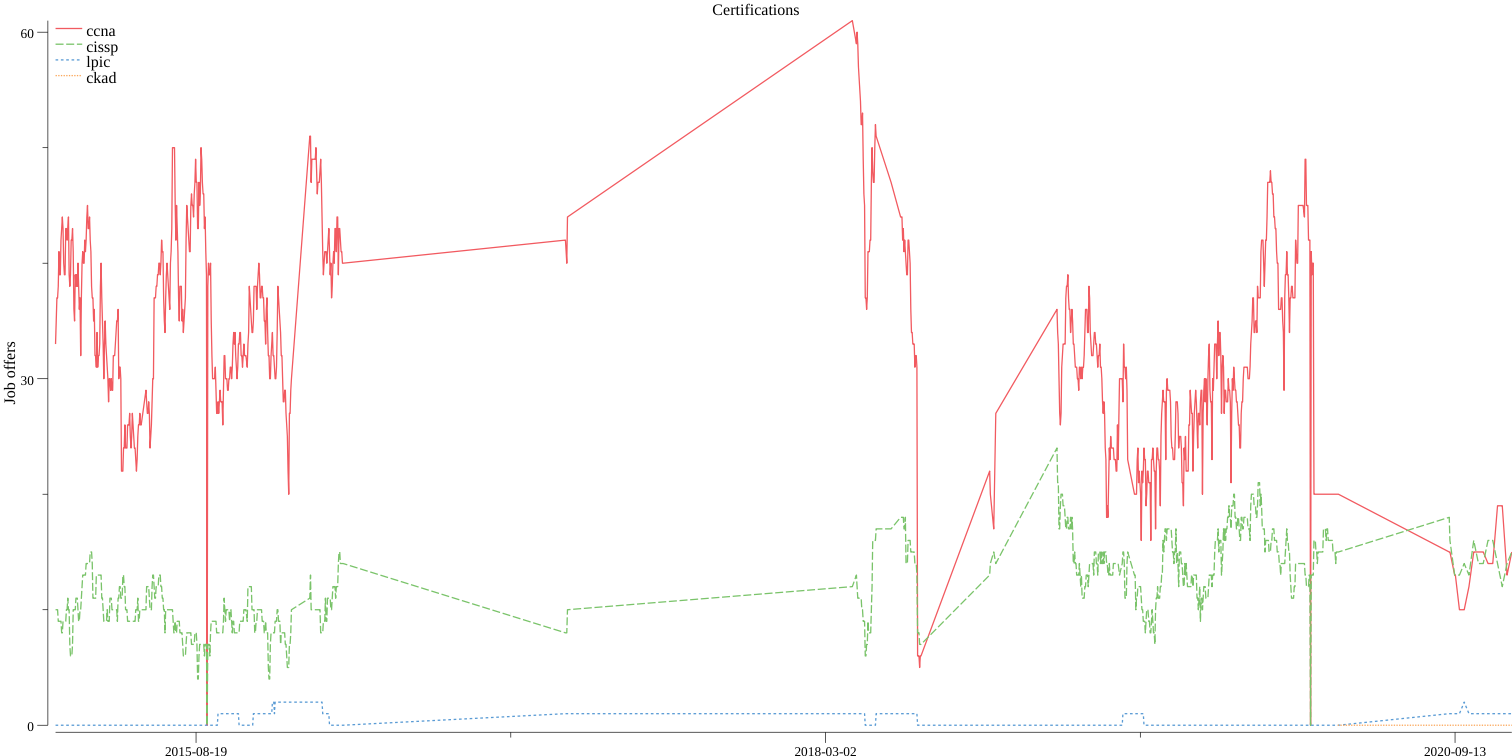 Certifications
60
ccna
cissp
lpic
ckad
Job offers
30
0
2015-08-19
2018-03-02
2020-09-13